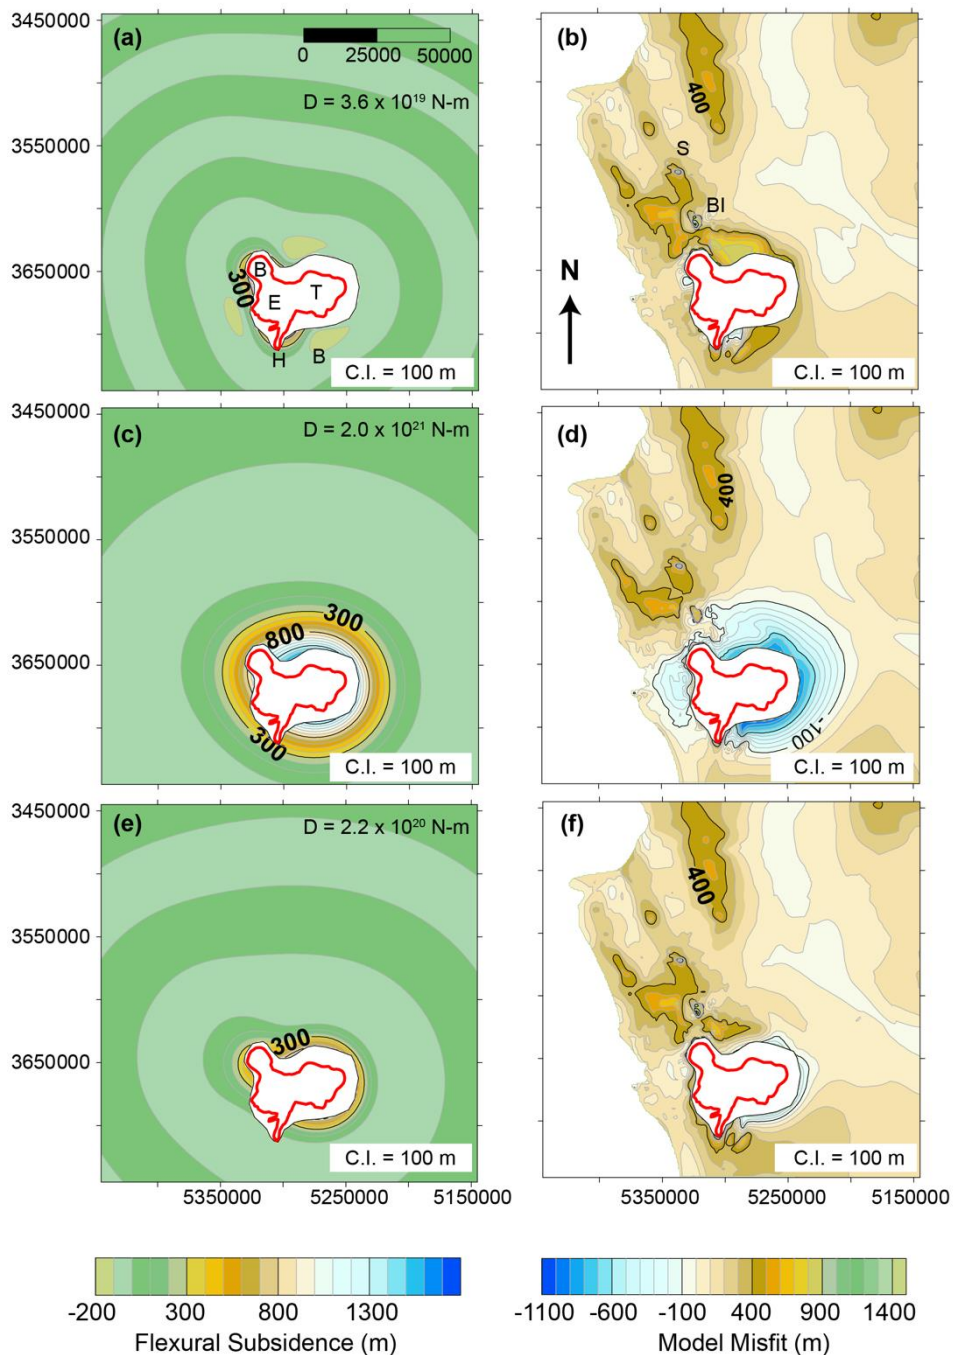 3450000
(a)
0 25000 50000
D = 3.6 x 10¹⁹ N-m
(b)
400
3550000
S
BI
3650000
B
300
E
T
N
H
B
C.I. = 100 m
C.I. = 100 m
3450000
(c)
D = 2.0 x 10²¹ N-m
(d)
400
3550000
300
800
3650000
300
-100
C.I. = 100 m
C.I. = 100 m
3450000
(e)
D = 2.2 x 10²⁰ N-m
(f)
400
3550000
300
3650000
C.I. = 100 m
C.I. = 100 m
5350000 5250000
5350000 5250000 5150000
-200 300 800 1300
-1100 -600 -100 400 900 1400
Flexural Subsidence (m)
Model Misfit (m)